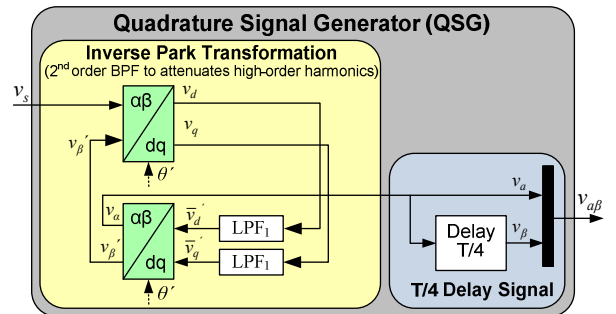 Quadrature Signal Generator (QSG)
Inverse Park Transformation
(2nd order BPF to attenuates high-order harmonics)
vs
αβ
vd
vq
vβ′
dq
θ′
vα
αβ
v̅d′
LPF1
vβ′
v̅q′
LPF1
dq
θ′
va
vaβ
Delay
T/4
vβ
T/4 Delay Signal